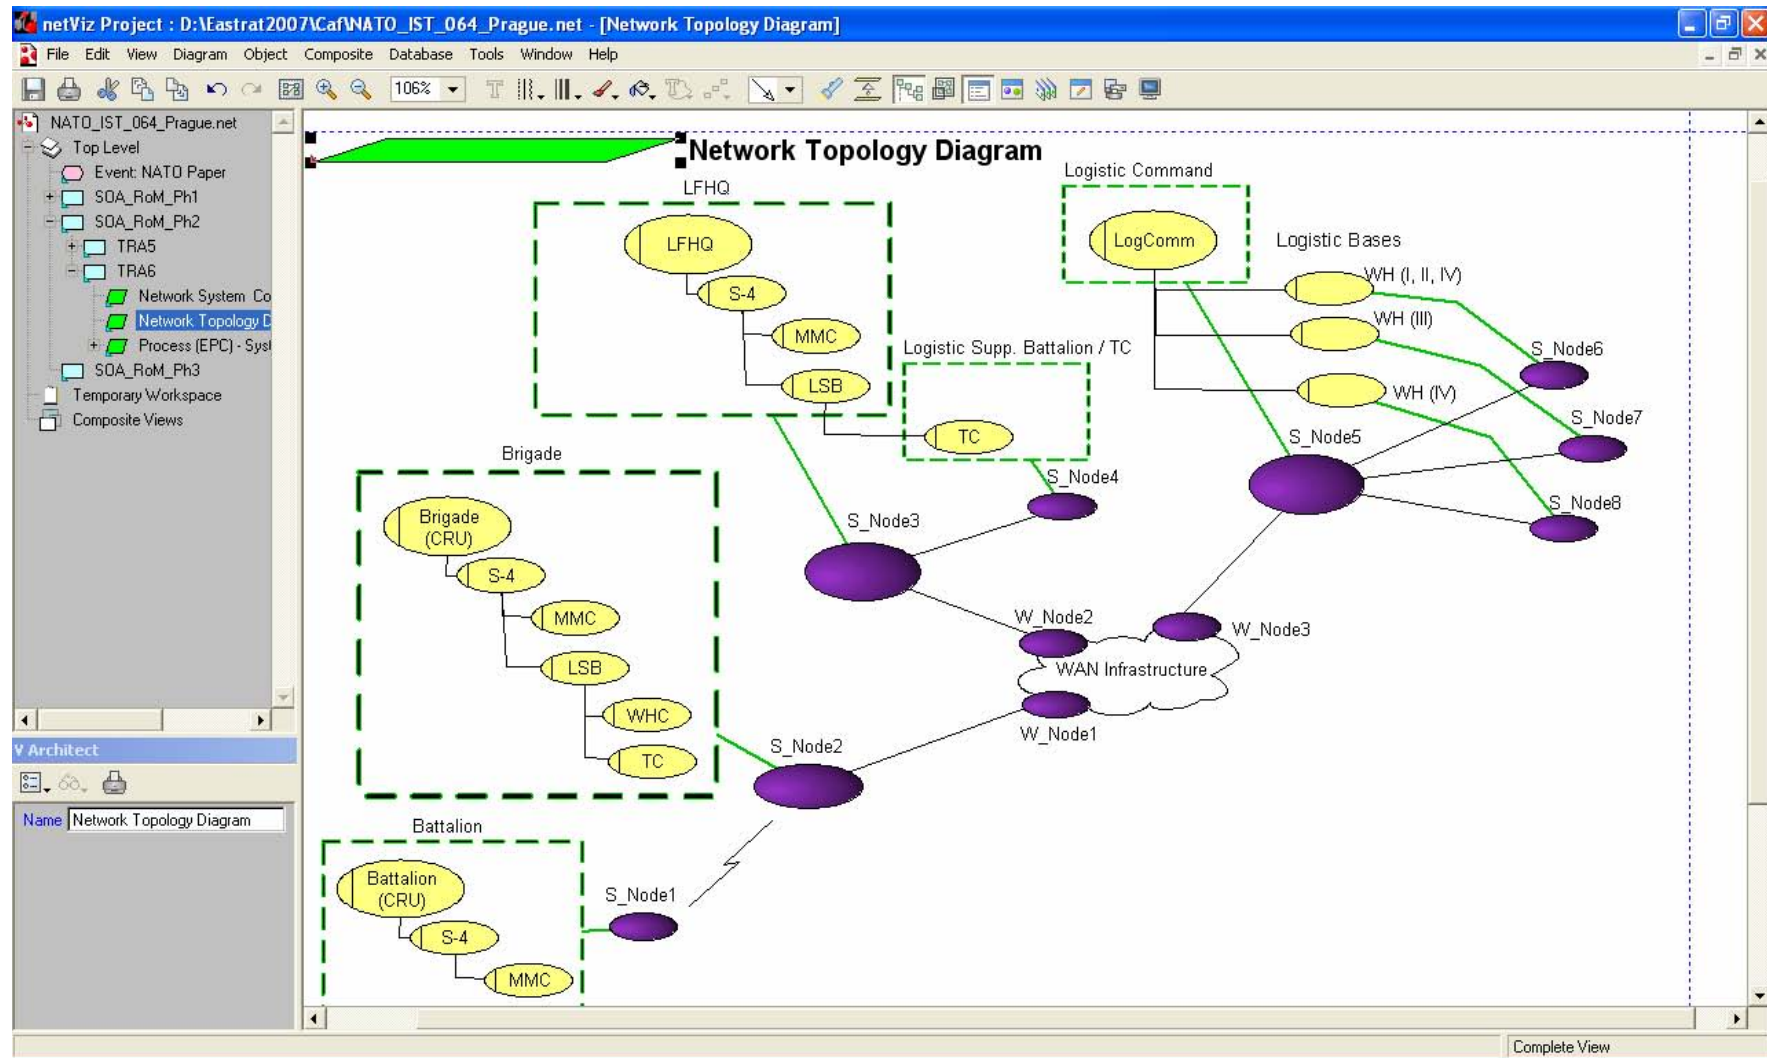 netViz Project : D:\Eastrat2007\Caf\NATO_IST_064_Prague.net - [Network Topology Diagram]
File Edit View Diagram Object Composite Database Tools Window Help
106%
NATO_IST_064_Prague.net
Top Level
Event: NATO Paper
SOA_RoM_Ph1
SOA_RoM_Ph2
TRA5
TRA6
Network System Co
Network Topology D
Process (EPC) - Syst
SOA_RoM_Ph3
Temporary Workspace
Composite Views
V Architect
Name Network Topology Diagram
Network Topology Diagram
LFHQ
LFHQ
S-4
MMC
LSB
Logistic Supp. Battalion / TC
TC
Logistic Command
LogComm
Logistic Bases
WH (I, II, IV)
WH (III)
WH (IV)
S_Node6
S_Node7
S_Node5
S_Node8
S_Node4
S_Node3
Brigade
Brigade
(CRU)
S-4
MMC
LSB
WHC
TC
W_Node2
W_Node3
WAN Infrastructure
W_Node1
S_Node2
Battalion
Battalion
(CRU)
S-4
MMC
S_Node1
Complete View